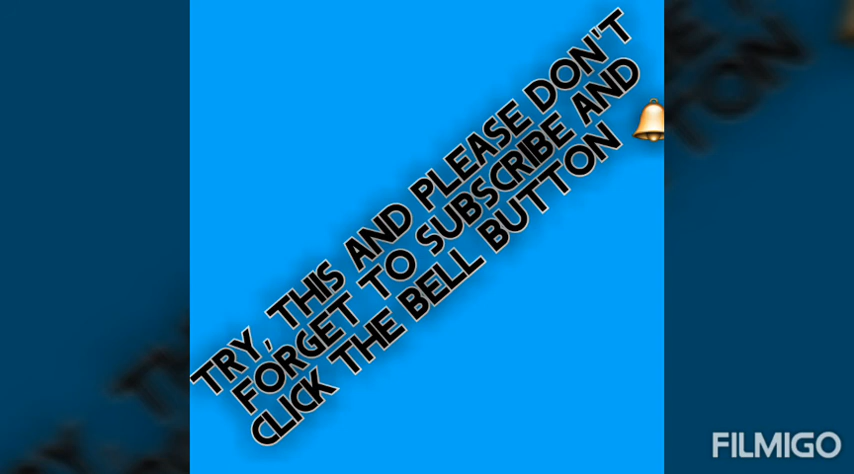 TRY, THIS AND PLEASE DON'T
FORGET TO SUBSCRIBE AND
CLICK THE BELL BUTTON 🔔
FILMIGO